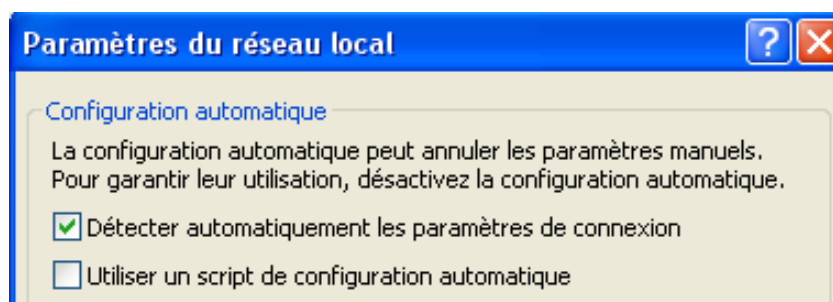 Paramètres du réseau local
Configuration automatique
La configuration automatique peut annuler les paramètres manuels.
Pour garantir leur utilisation, désactivez la configuration automatique.
Détecter automatiquement les paramètres de connexion
Utiliser un script de configuration automatique